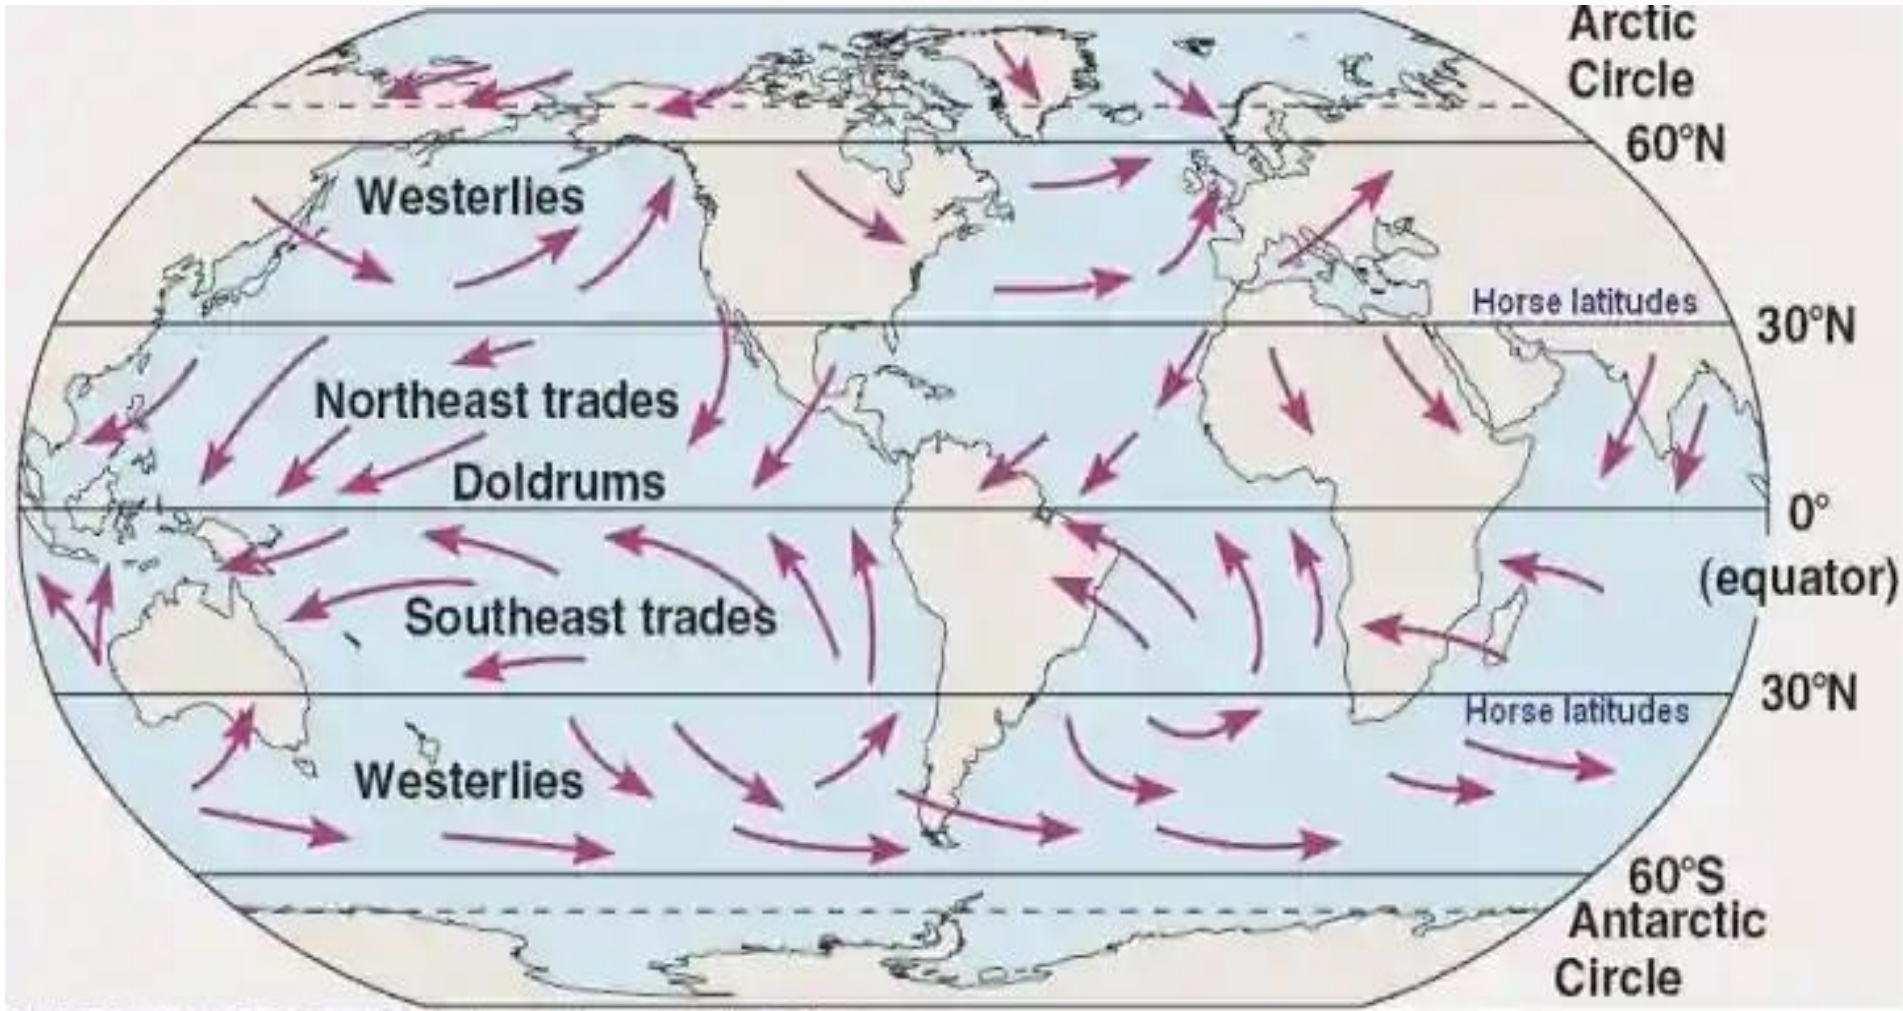 Arctic
Circle
60°N
Westerlies
Horse latitudes
30°N
Northeast trades
Doldrums
0°
(equator)
Southeast trades
30°N
Horse latitudes
Westerlies
60°S
Antarctic
Circle